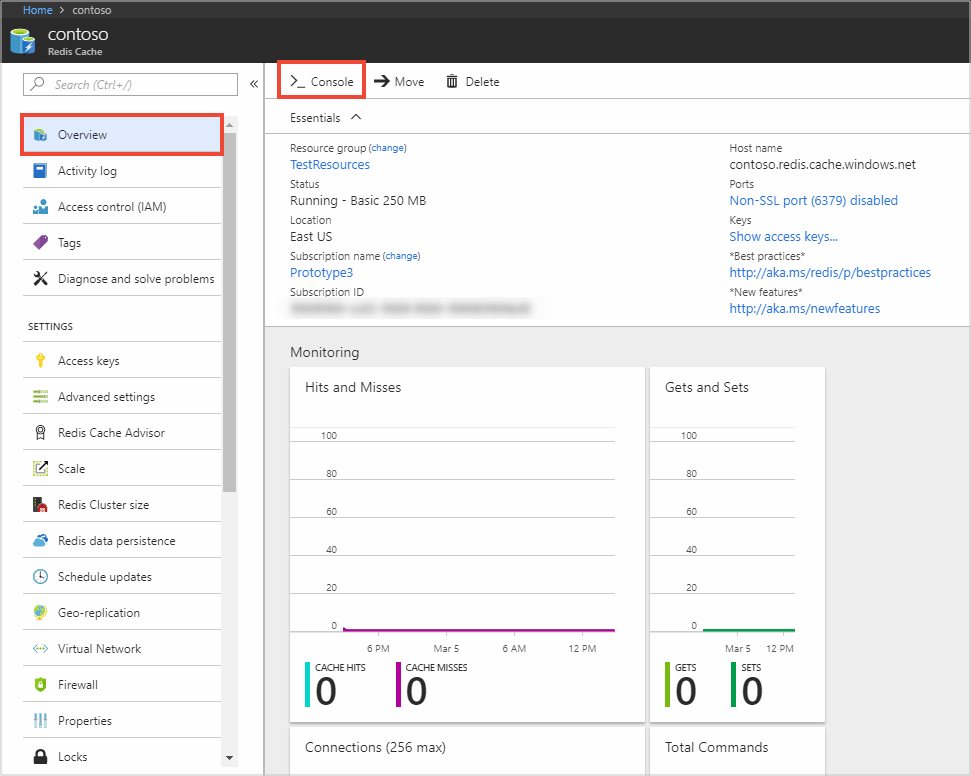 Home > contoso
contoso
Redis Cache
Search (Ctrl+/)
«
Overview
Activity log
Access control (IAM)
Tags
Diagnose and solve problems
SETTINGS
Access keys
Advanced settings
Redis Cache Advisor
Scale
Redis Cluster size
Redis data persistence
Schedule updates
Geo-replication
Virtual Network
Firewall
Properties
Locks
>_ Console Move Delete
Essentials
Resource group (change)
TestResources
Status
Running - Basic 250 MB
Location
East US
Subscription name (change)
Prototype3
Subscription ID
Host name
contoso.redis.cache.windows.net
Ports
Non-SSL port (6379) disabled
Keys
Show access keys...
*Best practices*
http://aka.ms/redis/p/bestpractices
*New features*
http://aka.ms/newfeatures
Monitoring
Hits and Misses
100
80
60
40
20
0
6 PM Mar 5 6 AM 12 PM
CACHE HITS CACHE MISSES
0 0
Gets and Sets
100
80
60
40
20
0
Mar 5 12 PM
GETS SETS
0 0
Connections (256 max)
Total Commands